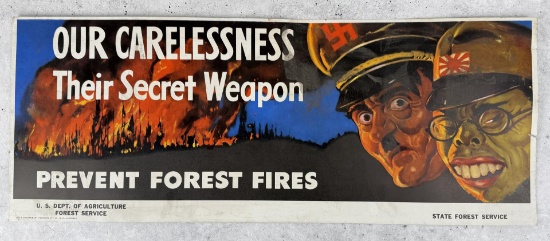 OUR CARELESSNESS
Their Secret Weapon
PREVENT FOREST FIRES
U. S. DEPT. OF AGRICULTURE
FOREST SERVICE
STATE FOREST SERVICE